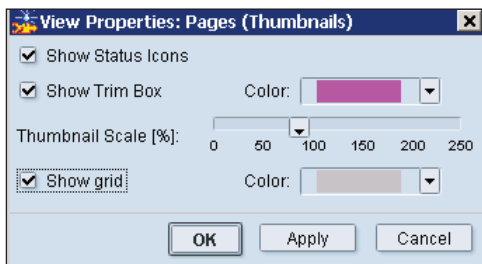 View Properties: Pages (Thumbnails)
Show Status Icons
Show Trim Box Color:
Thumbnail Scale [%]:
0 50 100 150 200 250
Show grid Color:
OK Apply Cancel